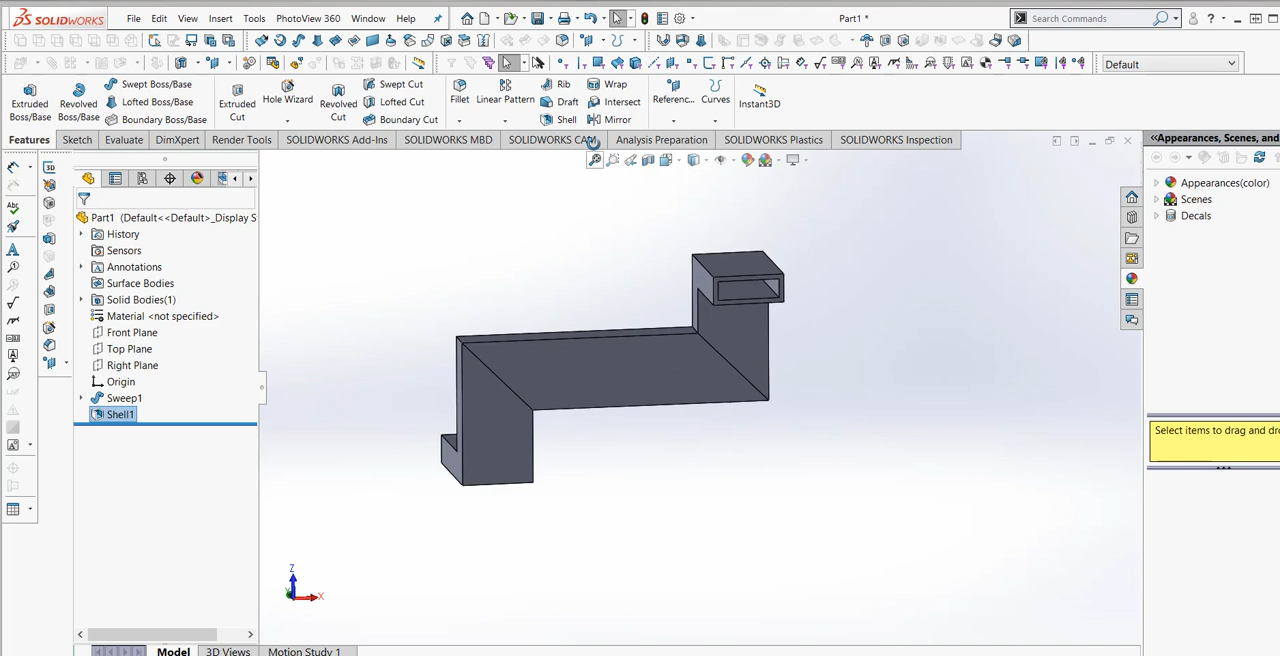 SOLIDWORKS File Edit View Insert Tools PhotoView 360 Window Help Part1 * Search Commands ?
Default
Extruded Boss/Base
Revolved Boss/Base
Swept Boss/Base
Lofted Boss/Base
Boundary Boss/Base
Extruded Cut
Hole Wizard
Revolved Cut
Swept Cut
Lofted Cut
Boundary Cut
Fillet
Linear Pattern
Rib
Draft
Shell
Wrap
Intersect
Mirror
Referenc...
Curves
Instant3D
Features Sketch Evaluate DimXpert Render Tools SOLIDWORKS Add-Ins SOLIDWORKS MBD SOLIDWORKS CAM Analysis Preparation SOLIDWORKS Plastics SOLIDWORKS Inspection
Part1 (Default<<Default>_Display S
History
Sensors
Annotations
Surface Bodies
Solid Bodies(1)
Material <not specified>
Front Plane
Top Plane
Right Plane
Origin
Sweep1
Shell1
Z
X
Model 3D Views Motion Study 1
<<Appearances, Scenes, and
Appearances(color)
Scenes
Decals
Select items to drag and dro